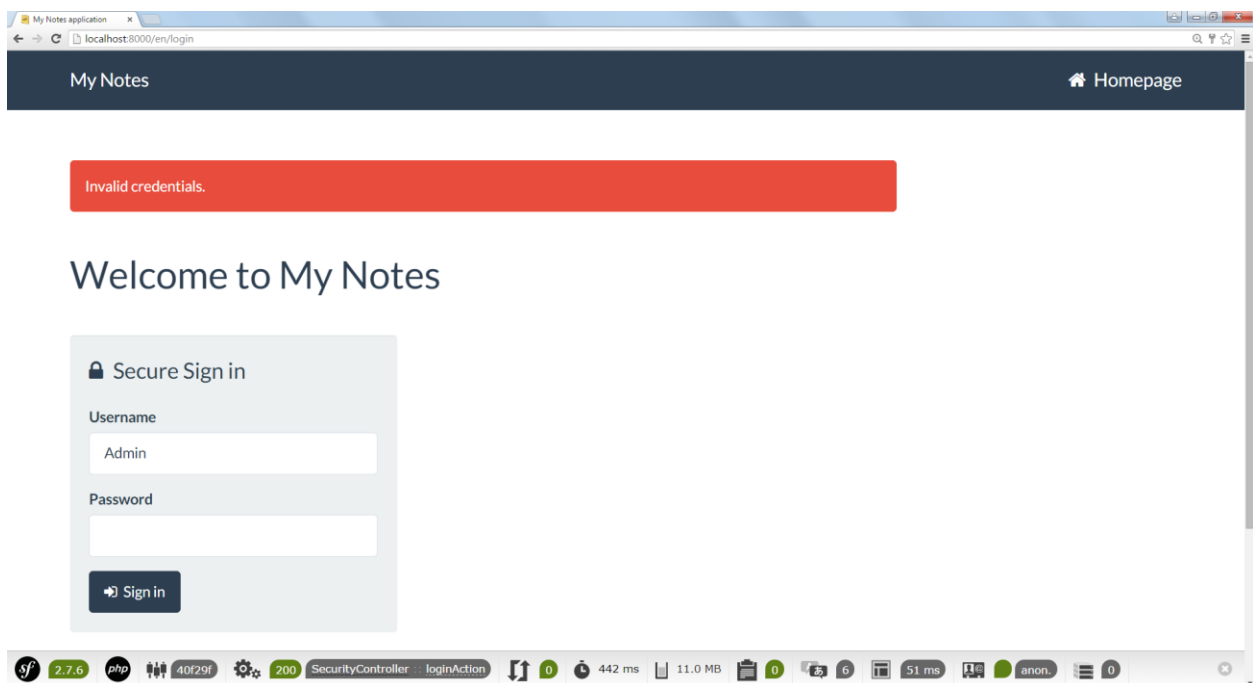 My Notes application
localhost:8000/en/login
My Notes Homepage
Invalid credentials.
Welcome to My Notes
Secure Sign in
Username
Admin
Password
Sign in
sf 2.7.6 php 40f29f 200 SecurityController :: loginAction 0 442 ms 11.0 MB 0 あ 6 51 ms anon. 0